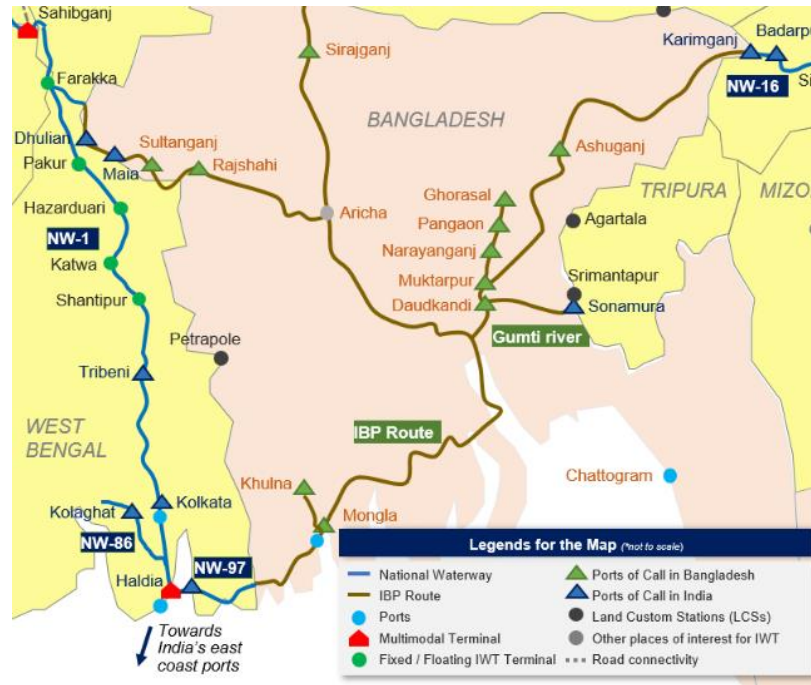 Sahibganj
Farakka
Dhulian
Pakur
Maia
Sultanganj
Rajshahi
Hazarduari
NW-1
Katwa
Shantipur
Tribeni
Petrapole
WEST
BENGAL
Kolaghat
Kolkata
NW-86
Haldia
NW-97
Towards
India's east
coast ports
Sirajganj
BANGLADESH
Aricha
Karimganj
Badarpu
Si
NW-16
Ashuganj
TRIPURA
MIZO
Ghorasal
Pangaon
Narayanganj
Muktarpur
Daudkandi
Agartala
Srimantapur
Sonamura
Gumti river
IBP Route
Khulna
Mongla
Chattogram
Legends for the Map (*not to scale)
National Waterway
IBP Route
Ports
Multimodal Terminal
Fixed / Floating IWT Terminal
Ports of Call in Bangladesh
Ports of Call in India
Land Custom Stations (LCSs)
Other places of interest for IWT
Road connectivity